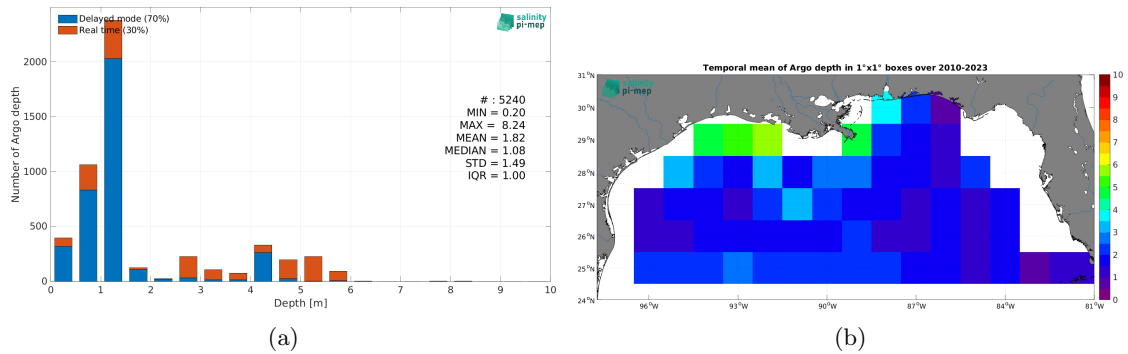 Delayed mode (70%)
Real time (30%)
salinity
pi-mep
2000
1500
1000
500
0
Number of Argo depth
# : 5240
MIN = 0.20
MAX = 8.24
MEAN = 1.82
MEDIAN = 1.08
STD = 1.49
IQR = 1.00
0 1 2 3 4 5 6 7 8 9 10
Depth [m]
(a)
Temporal mean of Argo depth in 1°x1° boxes over 2010-2023
salinity
pi-mep
31°N
30°N
29°N
28°N
27°N
26°N
25°N
24°N
96°W 93°W 90°W 87°W 84°W 81°W
10
9
8
7
6
5
4
3
2
1
0
(b)